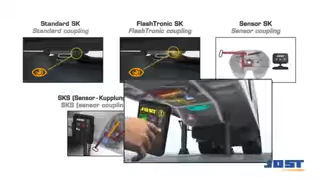 Standard SK
Standard coupling
FlashTronic SK
FlashTronic coupling
Sensor SK
Sensor coupling
SKS (Sensor-Kupplung
SKS (sensor coupling
JOST
JOST